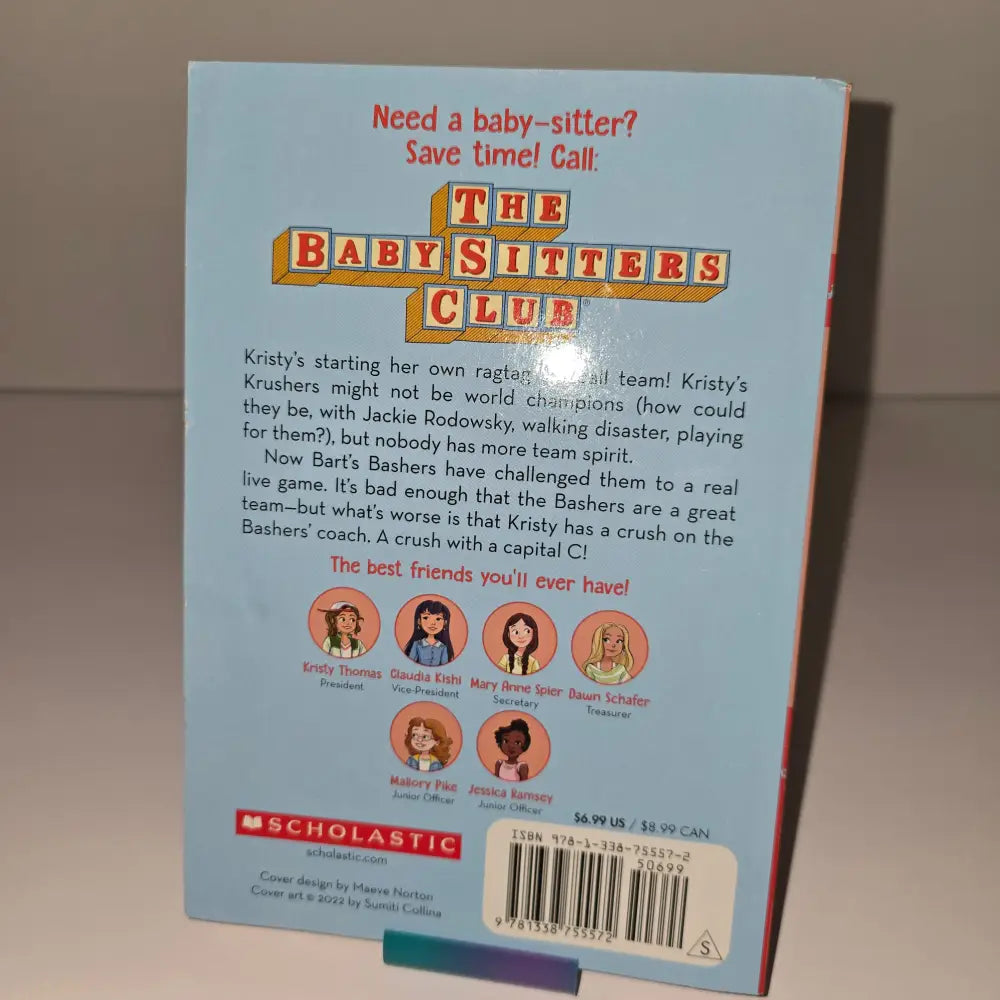 Need a baby-sitter?
Save time! Call:
THE
BABY-SITTERS
CLUB®
Kristy's starting her own ragtag team! Kristy's
Krushers might not be world champions (how could
they be, with Jackie Rodowsky, walking disaster, playing
for them?), but nobody has more team spirit.
Now Bart's Bashers have challenged them to a real
live game. It's bad enough that the Bashers are a great
team—but what's worse is that Kristy has a crush on the
Bashers' coach. A crush with a capital C!
The best friends you'll ever have!
Kristy Thomas Claudia Kishi Mary Anne Spier Dawn Schafer
President Vice-President Secretary Treasurer
Mallory Pike Jessica Ramsey
Junior Officer Junior Officer
$6.99 US / $8.99 CAN
SCHOLASTIC
scholastic.com
Cover design by Maeve Norton
Cover art © 2022 by Sumiti Collina
ISBN 978-1-338-75557-2
50699
9 781338 755572
S